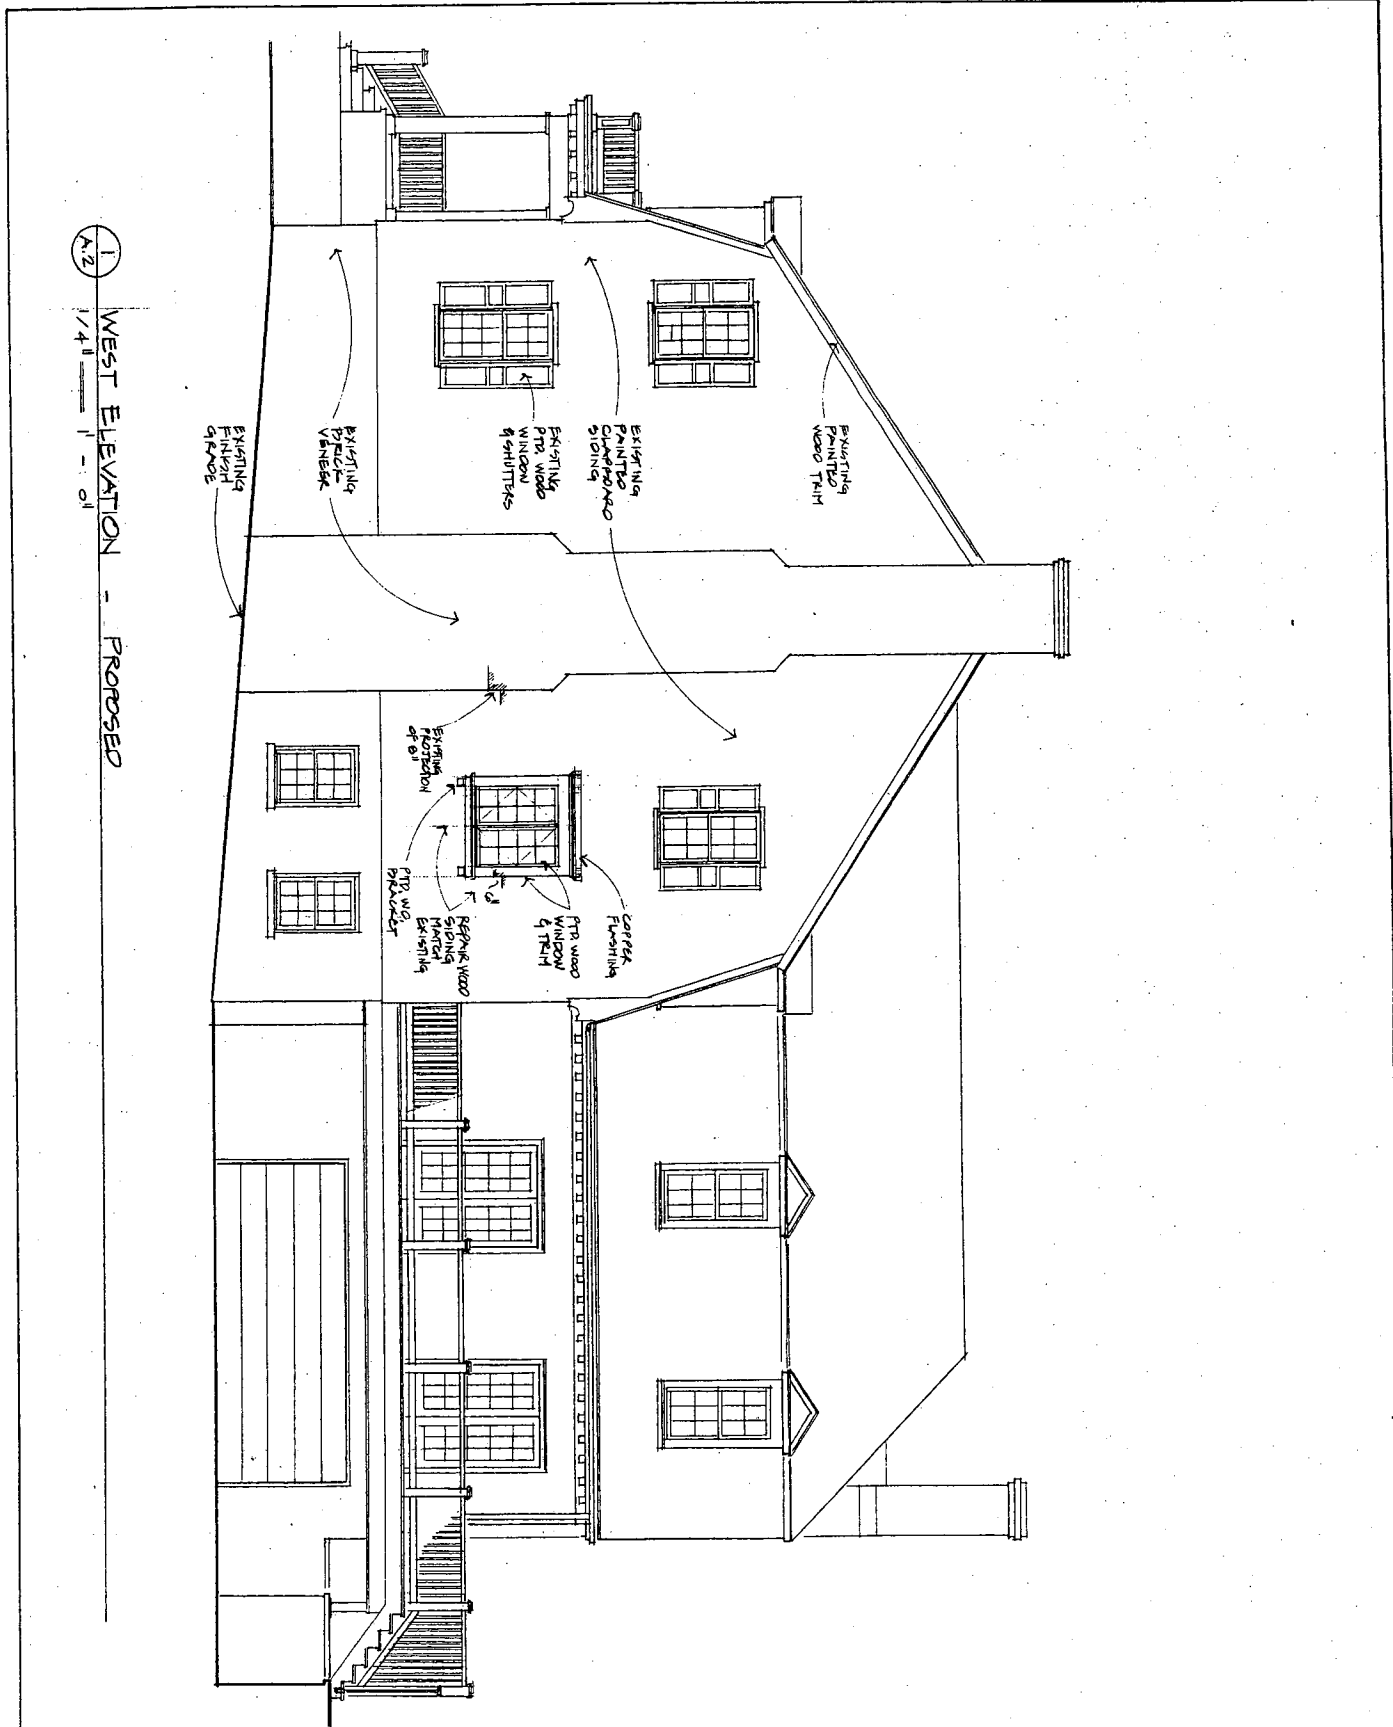 EXISTING
PAINTED
WOOD TRIM
EXISTING
PAINTED
CLAPBOARD
SIDING
EXISTING
PTD. WOOD
WINDOW
& SHUTTERS
EXISTING
BRICK
VENEER
EXISTING
FINISH
GRADE
EXISTING
PROJECTION
OF 8"
COPPER
FLASHING
PTD. WOOD
WINDOW
& TRIM
6"
REPAIR WOOD
SIDING
MATCH
EXISTING
PTD. WD.
BRACKET
1
A.2
WEST ELEVATION - PROPOSED
1/4" = 1' - 0"